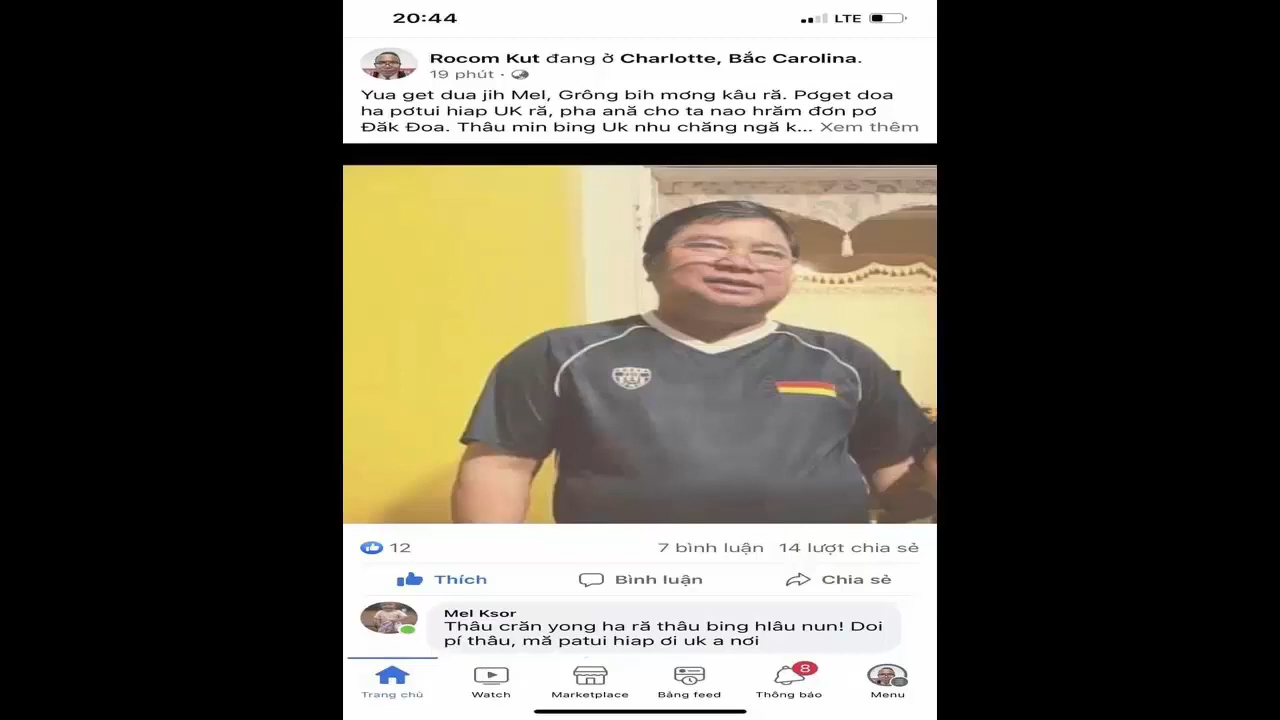 20:44
LTE
Rocom Kut đang ở Charlotte, Bắc Carolina.
19 phút ·
Yua get dua jih Mel, Grông bih mơng kâu ră. Pơget doa
ha pơtui hiap UK ră, pha ană cho ta nao hrăm đơn pơ
Đăk Đoa. Thâu min bing Uk nhu chăng ngă k... Xem thêm
12
7 bình luận 14 lượt chia sẻ
Thích
Bình luận
Chia sẻ
Mel Ksor
Thâu crăn yong ha ră thâu bing hlâu nun! Doi
pí thâu, mă patui hiap ơi uk a nơi
8
Trang chủ
Watch
Marketplace
Bảng feed
Thông báo
Menu